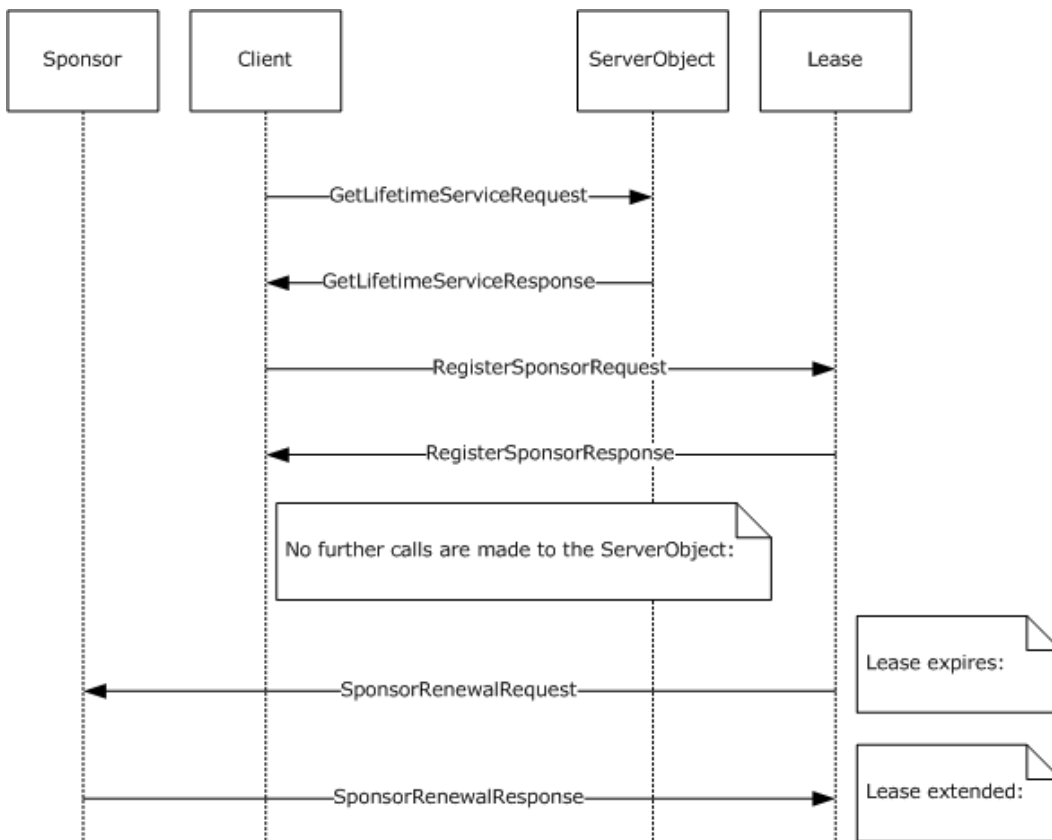 Sponsor
Client
ServerObject
Lease
GetLifetimeServiceRequest
GetLifetimeServiceResponse
RegisterSponsorRequest
RegisterSponsorResponse
No further calls are made to the ServerObject:
Lease expires:
SponsorRenewalRequest
Lease extended:
SponsorRenewalResponse